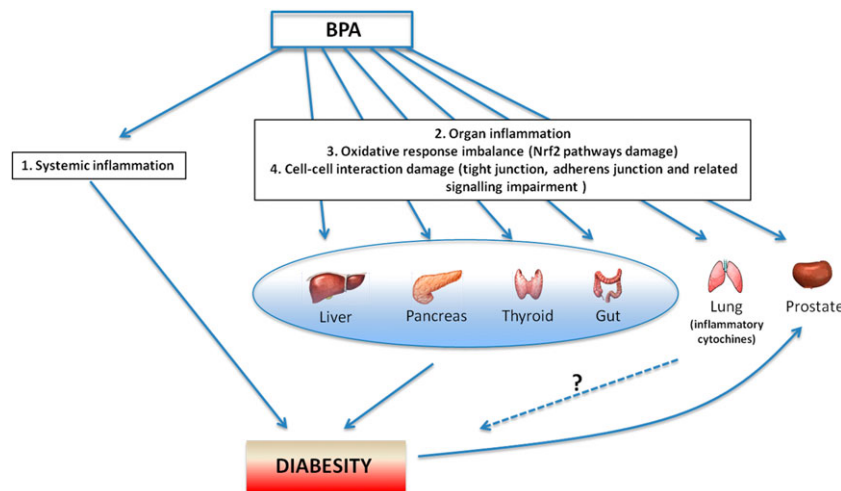 BPA
1. Systemic inflammation
2. Organ inflammation
3. Oxidative response imbalance (Nrf2 pathways damage)
4. Cell-cell interaction damage (tight junction, adherens junction and related
signalling impairment )
Liver
Pancreas
Thyroid
Gut
Lung
(inflammatory
cytochines)
Prostate
?
DIABESITY